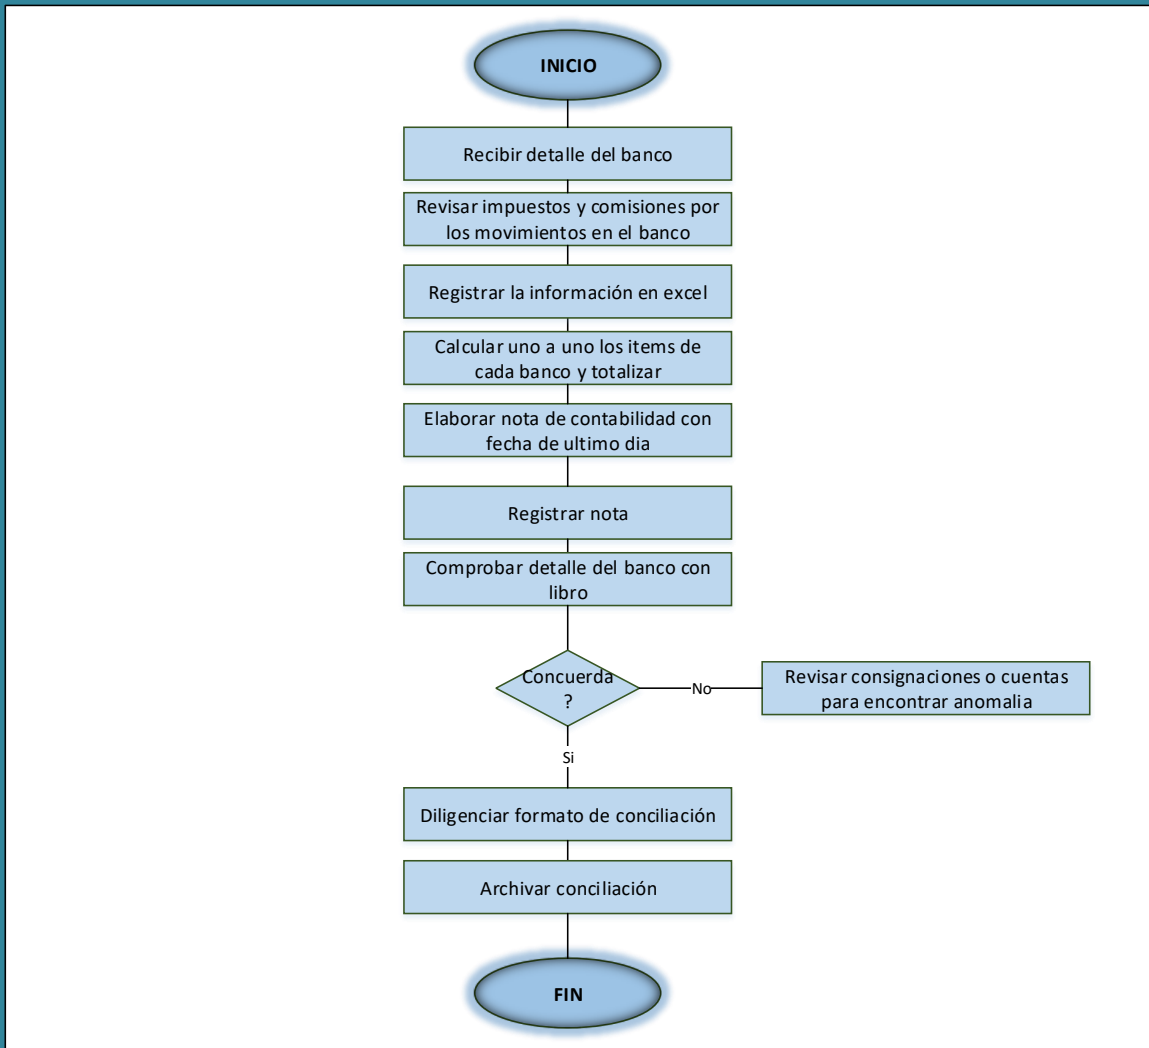 INICIO
Recibir detalle del banco
Revisar impuestos y comisiones por
los movimientos en el banco
Registrar la información en excel
Calcular uno a uno los items de
cada banco y totalizar
Elaborar nota de contabilidad con
fecha de ultimo dia
Registrar nota
Comprobar detalle del banco con
libro
Concuerda
?
No
Revisar consignaciones o cuentas
para encontrar anomalia
Si
Diligenciar formato de conciliación
Archivar conciliación
FIN